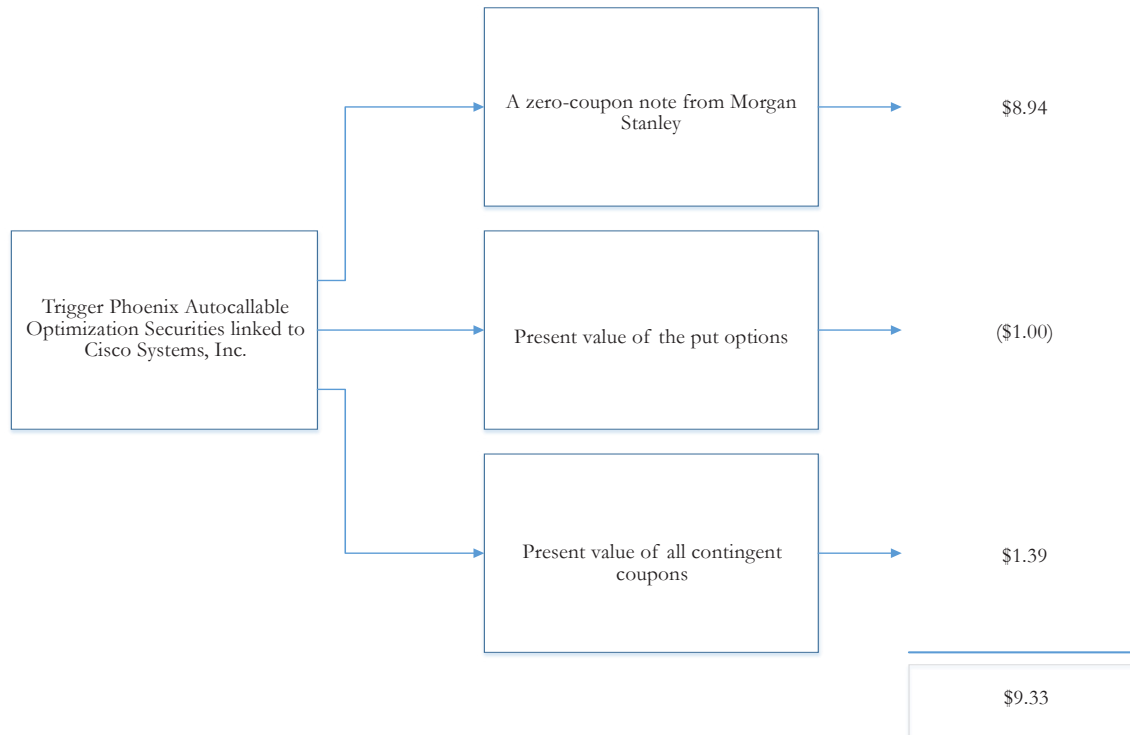 A zero-coupon note from Morgan
Stanley
$8.94
Trigger Phoenix Autocallable
Optimization Securities linked to
Cisco Systems, Inc.
Present value of the put options
($1.00)
Present value of all contingent
coupons
$1.39
$9.33